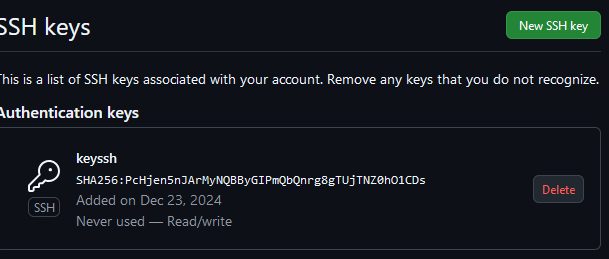 SSH keys
New SSH key
This is a list of SSH keys associated with your account. Remove any keys that you do not recognize.
Authentication keys
keyssh
SHA256:PcHjen5nJArMyNQBByGIPmQbQnrg8gTUjTNZ0hO1CDs
SSH
Added on Dec 23, 2024
Never used — Read/write
Delete